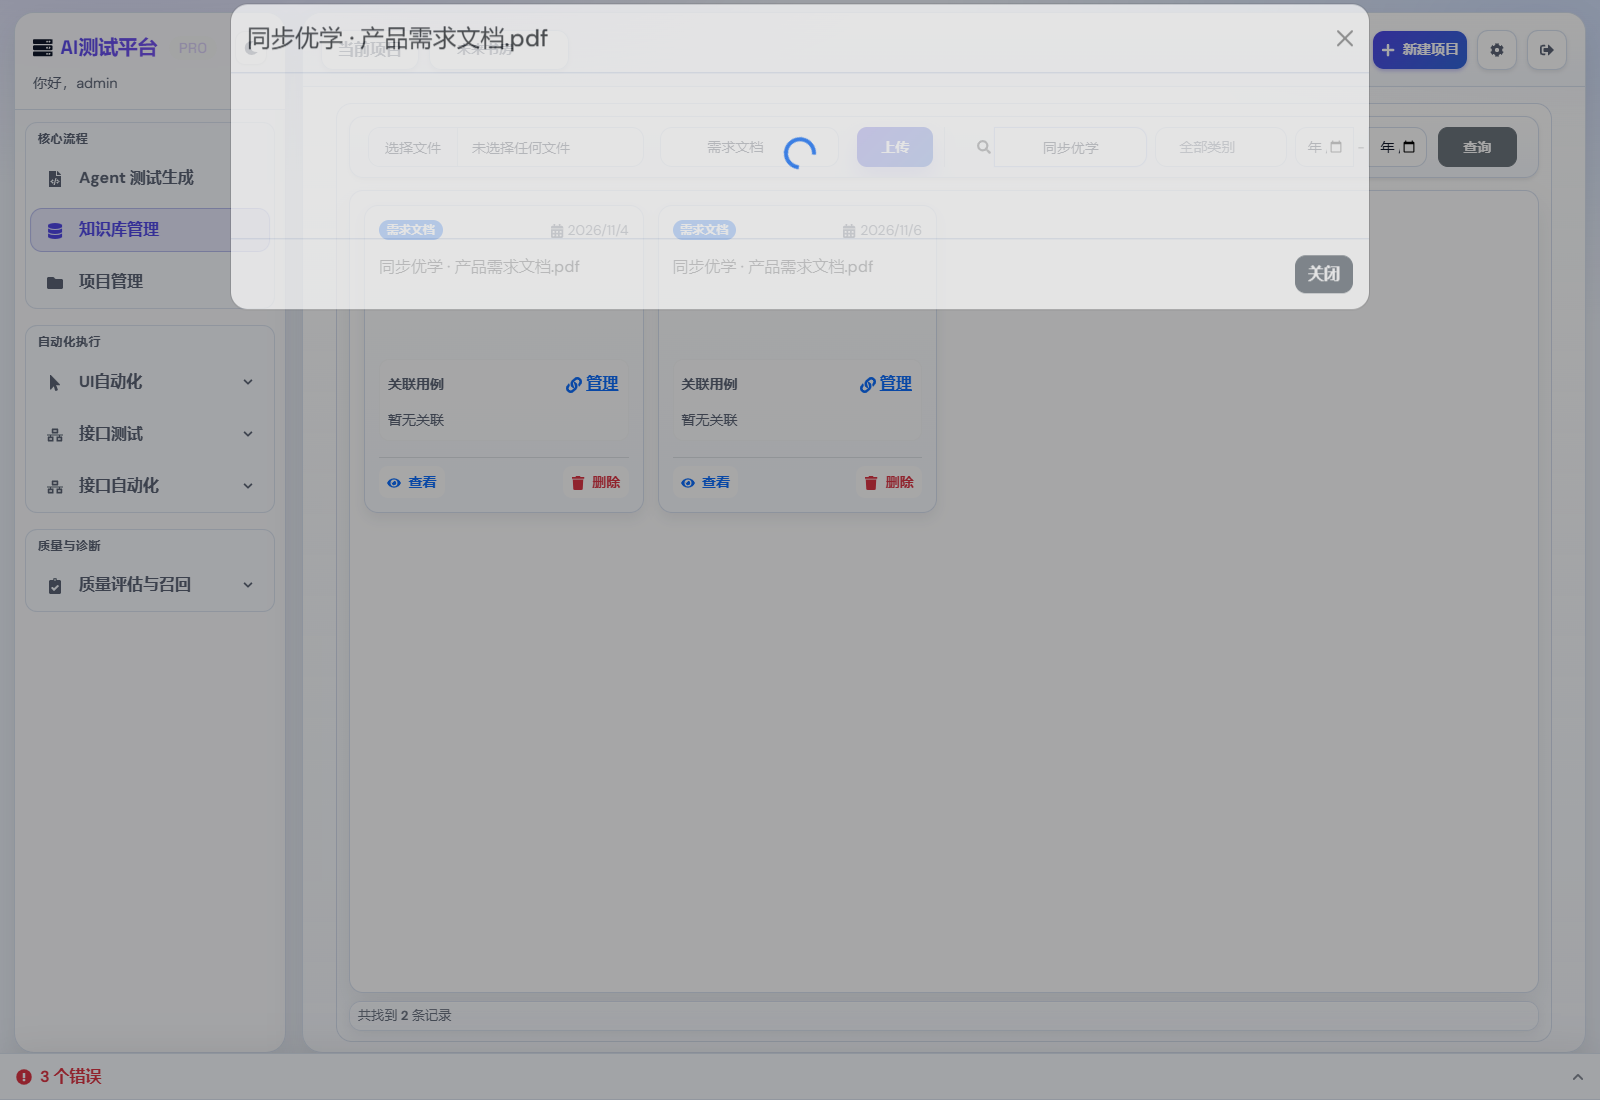 同步优学 · 产品需求文档.pdf
AI测试平台 PRO
当前项目
新建项目
你好，admin
核心流程
Agent 测试生成
知识库管理
项目管理
自动化执行
UI自动化
接口测试
接口自动化
质量与诊断
质量评估与召回
选择文件 未选择任何文件 需求文档 上传 同步优学 全部类别 年 - 年 查询
需求文档 2026/11/4
同步优学 · 产品需求文档.pdf
关联用例 管理
暂无关联
查看 删除
需求文档 2026/11/6
同步优学 · 产品需求文档.pdf
关联用例 管理
暂无关联
查看 删除
关闭
共找到 2 条记录
3 个错误